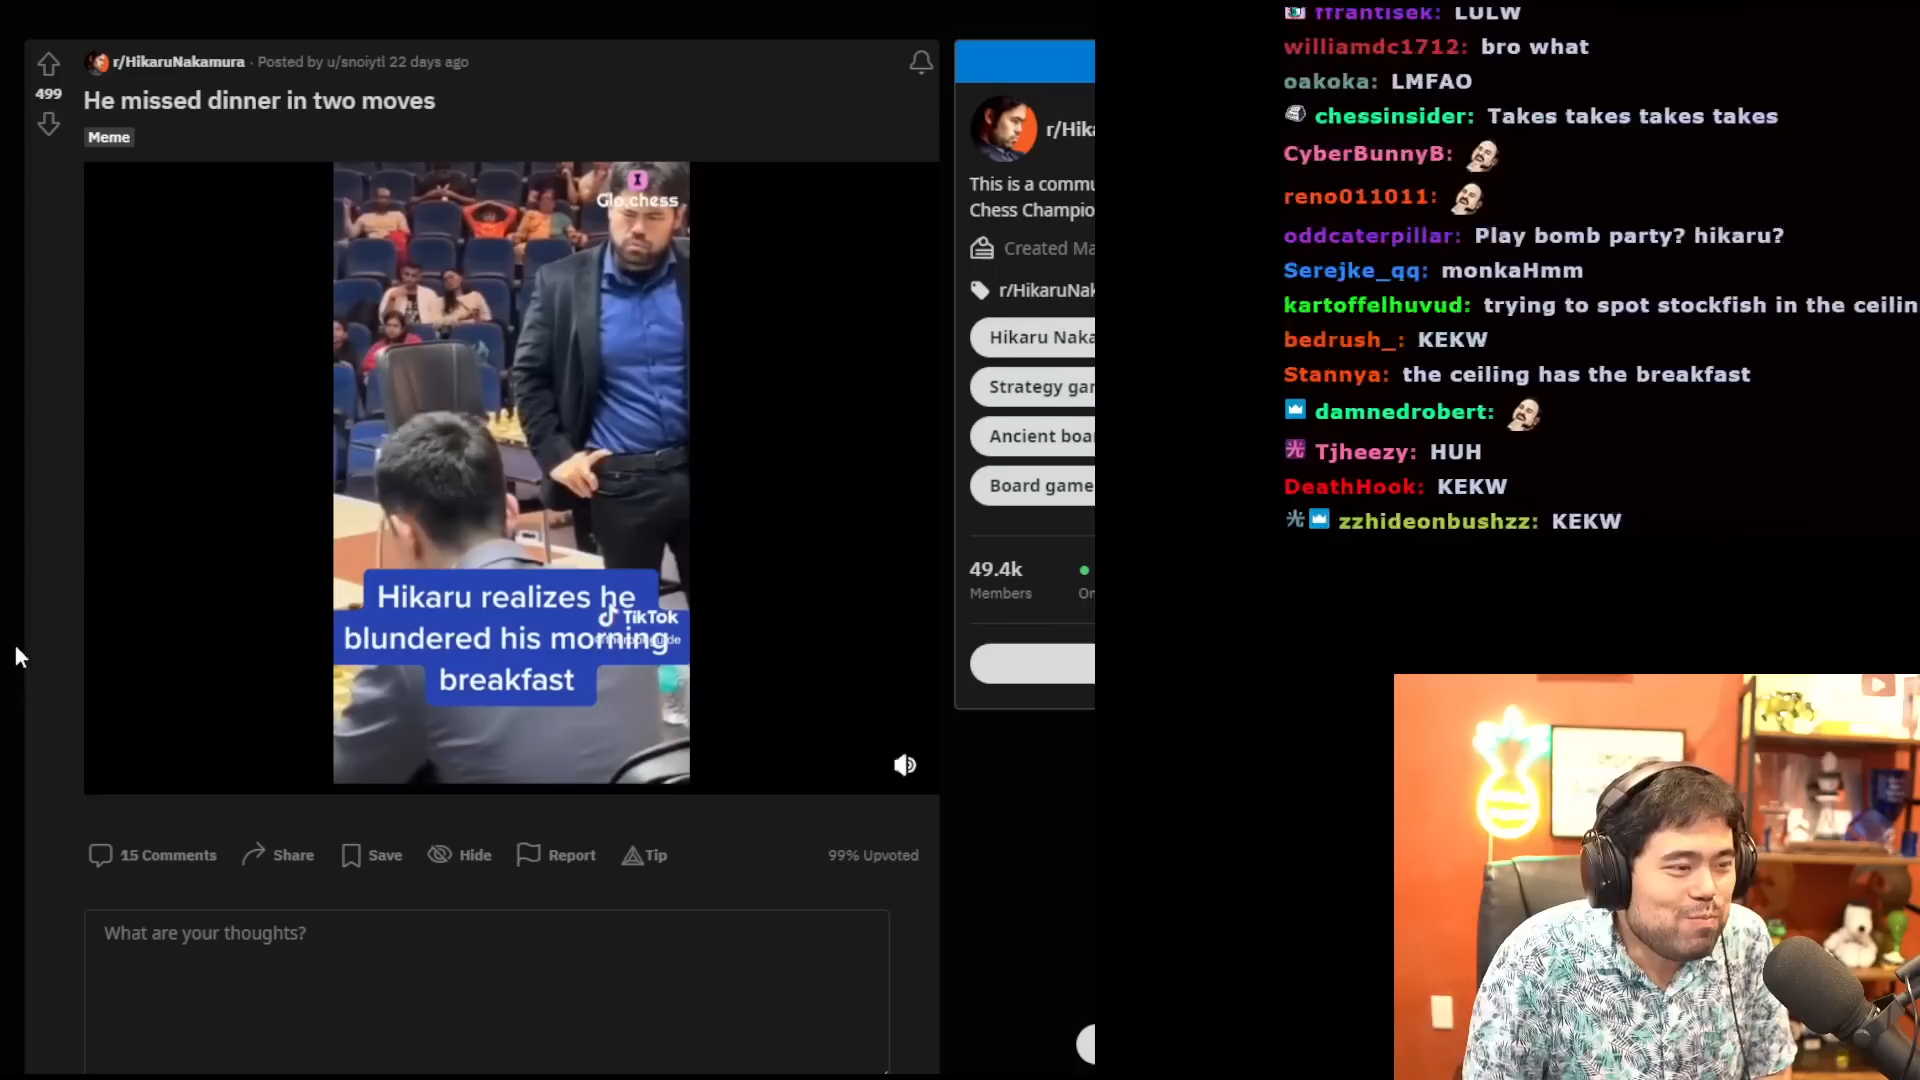 r/HikaruNakamura · Posted by u/snoiytl 22 days ago
499
He missed dinner in two moves
Meme
Glo.chess
Hikaru realizes he
TikTok
blundered his morning
breakfast
15 Comments
Share
Save
Hide
Report
Tip
99% Upvoted
What are your thoughts?
r/Hika
This is a commu
Chess Champio
Created Ma
r/HikaruNak
Hikaru Naka
Strategy gar
Ancient boar
Board game
49.4k
Members
On
ffrantisek: LULW
williamdc1712: bro what
oakoka: LMFAO
chessinsider: Takes takes takes takes
CyberBunnyB:
reno011011:
oddcaterpillar: Play bomb party? hikaru?
Serejke_qq: monkaHmm
kartoffelhuvud: trying to spot stockfish in the ceilin
bedrush_: KEKW
Stannya: the ceiling has the breakfast
damnedrobert:
光 Tjheezy: HUH
DeathHook: KEKW
光 zzhideonbushzz: KEKW